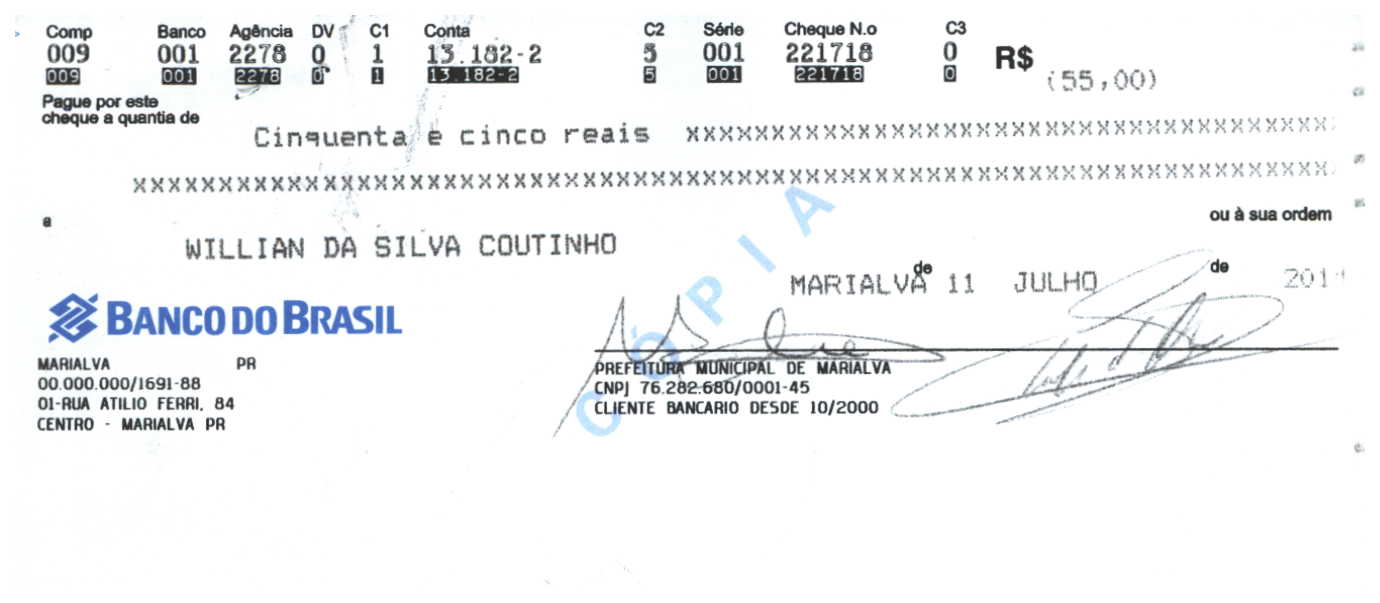 Comp Banco Agência DV C1 Conta C2 Série Cheque N.o C3
009 001 2278 0 1 13.182-2 5 001 221718 0 R$
009 001 2278 0 1 13.182-2 5 001 221718 0 (55,00)
Pague por este
cheque a quantia de
Cinquenta e cinco reais xxxxxxxxxxxxxxxxxxxxxxxxxxxxxxxxxxxxxxxxxxxxx
xxxxxxxxxxxxxxxxxxxxxxxxxxxxxxxxxxxxxxxxxxxxxxxxxxxxxxxxxxxxxxxxxxxxxxxxxxxxxxxxxxx
a ou à sua ordem
WILLIAN DA SILVA COUTINHO
MARIALVA de 11 JULHO de
BANCO DO BRASIL
MARIALVA PR
00.000.000/1691-88
01-RUA ATILIO FERRI, 84
CENTRO - MARIALVA PR
PREFEITURA MUNICIPAL DE MARIALVA
CNPJ 76.282.680/0001-45
CLIENTE BANCARIO DESDE 10/2000
CÓPIA